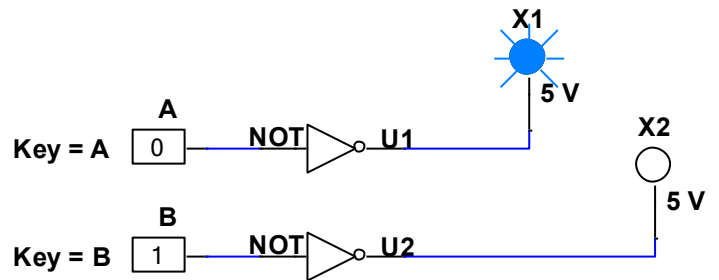 X1
5 V
A
Key = A 0 NOT U1
X2
5 V
B
Key = B 1 NOT U2